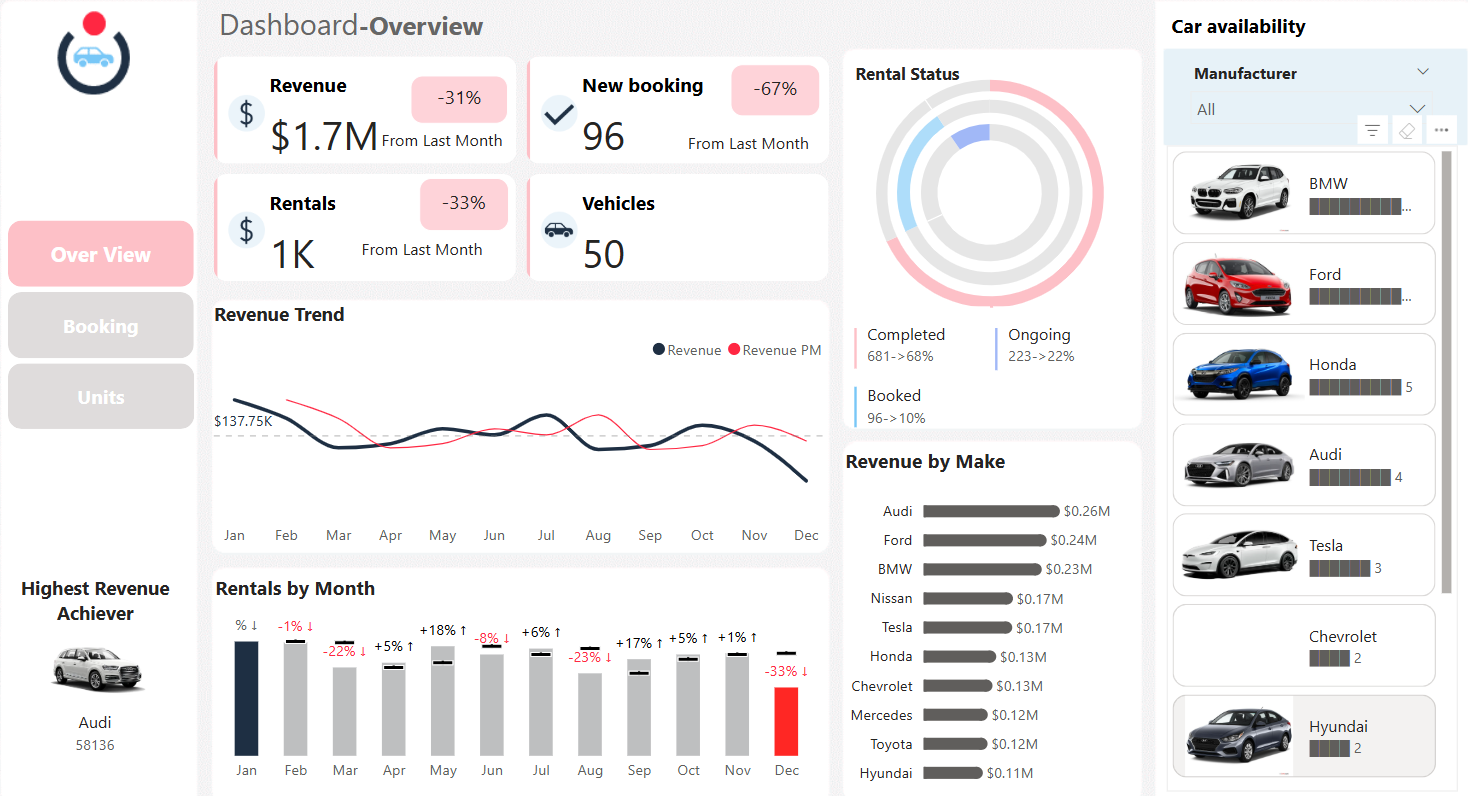 Dashboard-Overview
Revenue
-31%
$1.7M
From Last Month
New booking
-67%
96
From Last Month
Rentals
-33%
1K
From Last Month
Vehicles
50
Over View
Booking
Units
Highest Revenue
Achiever
Audi
58136
Revenue Trend
Revenue
Revenue PM
$137.75K
Jan Feb Mar Apr May Jun Jul Aug Sep Oct Nov Dec
Rentals by Month
% ↓ -1% ↓ -22% ↓ +5% ↑ +18% ↑ -8% ↓ +6% ↑ -23% ↓ +17% ↑ +5% ↑ +1% ↑ -33% ↓
Jan Feb Mar Apr May Jun Jul Aug Sep Oct Nov Dec
Rental Status
Completed
681->68%
Ongoing
223->22%
Booked
96->10%
Revenue by Make
Audi $0.26M
Ford $0.24M
BMW $0.23M
Nissan $0.17M
Tesla $0.17M
Honda $0.13M
Chevrolet $0.13M
Mercedes $0.12M
Toyota $0.12M
Hyundai $0.11M
Car availability
Manufacturer
All
BMW
...
Ford
...
Honda
5
Audi
4
Tesla
3
Chevrolet
2
Hyundai
2